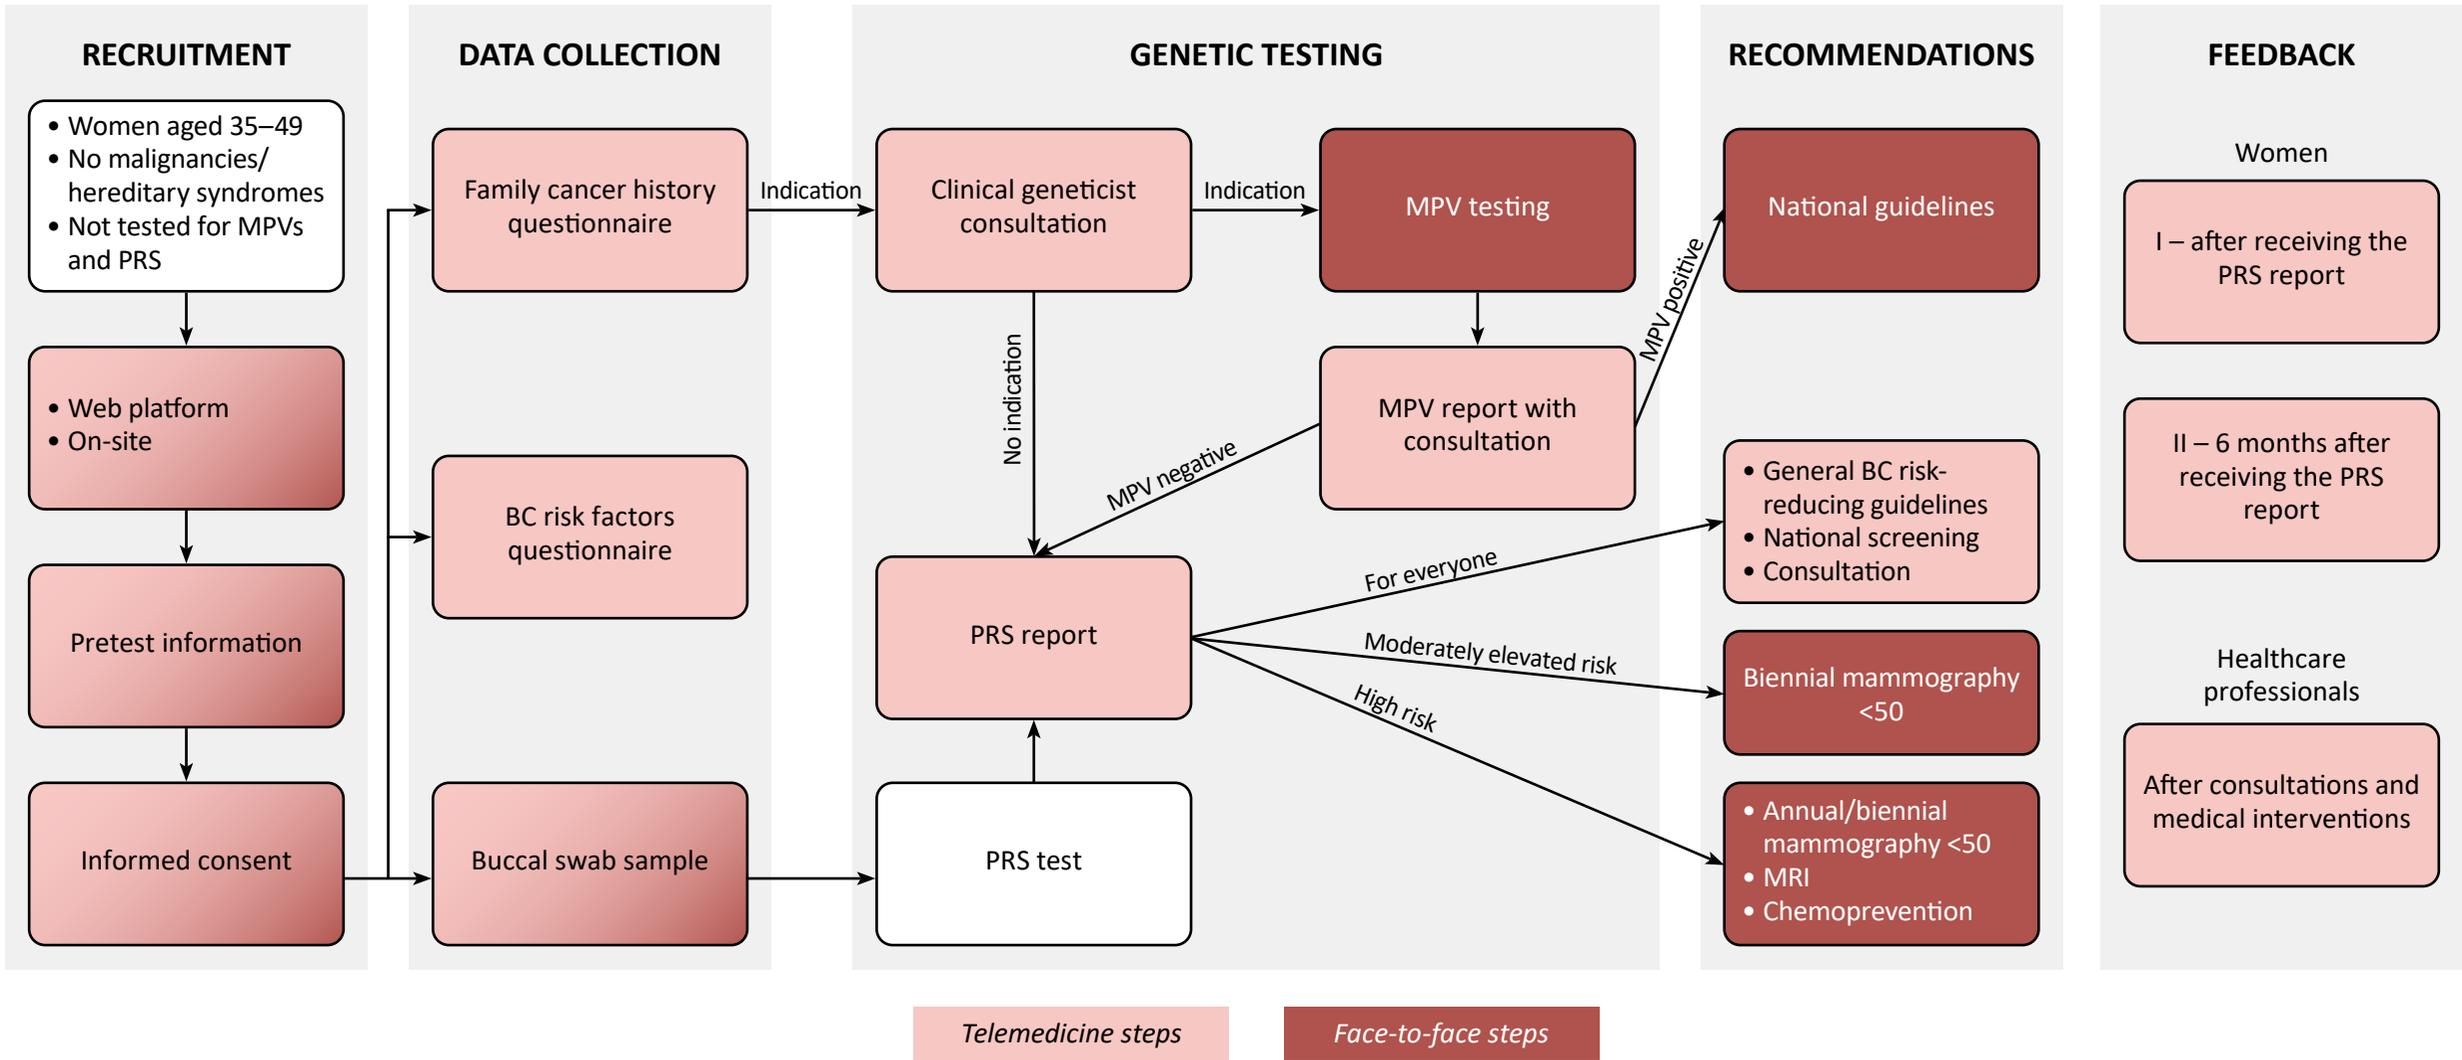 RECRUITMENT
• Women aged 35–49
• No malignancies/
hereditary syndromes
• Not tested for MPVs
and PRS
• Web platform
• On-site
Pretest information
Informed consent
DATA COLLECTION
Family cancer history
questionnaire
BC risk factors
questionnaire
Buccal swab sample
Indication
GENETIC TESTING
Clinical geneticist
consultation
Indication
MPV testing
No indication
MPV report with
consultation
MPV negative
MPV positive
PRS report
PRS test
For everyone
Moderately elevated risk
High risk
RECOMMENDATIONS
National guidelines
• General BC risk-
reducing guidelines
• National screening
• Consultation
Biennial mammography
<50
• Annual/biennial
mammography <50
• MRI
• Chemoprevention
FEEDBACK
Women
I – after receiving the
PRS report
II – 6 months after
receiving the PRS
report
Healthcare
professionals
After consultations and
medical interventions
Telemedicine steps
Face-to-face steps